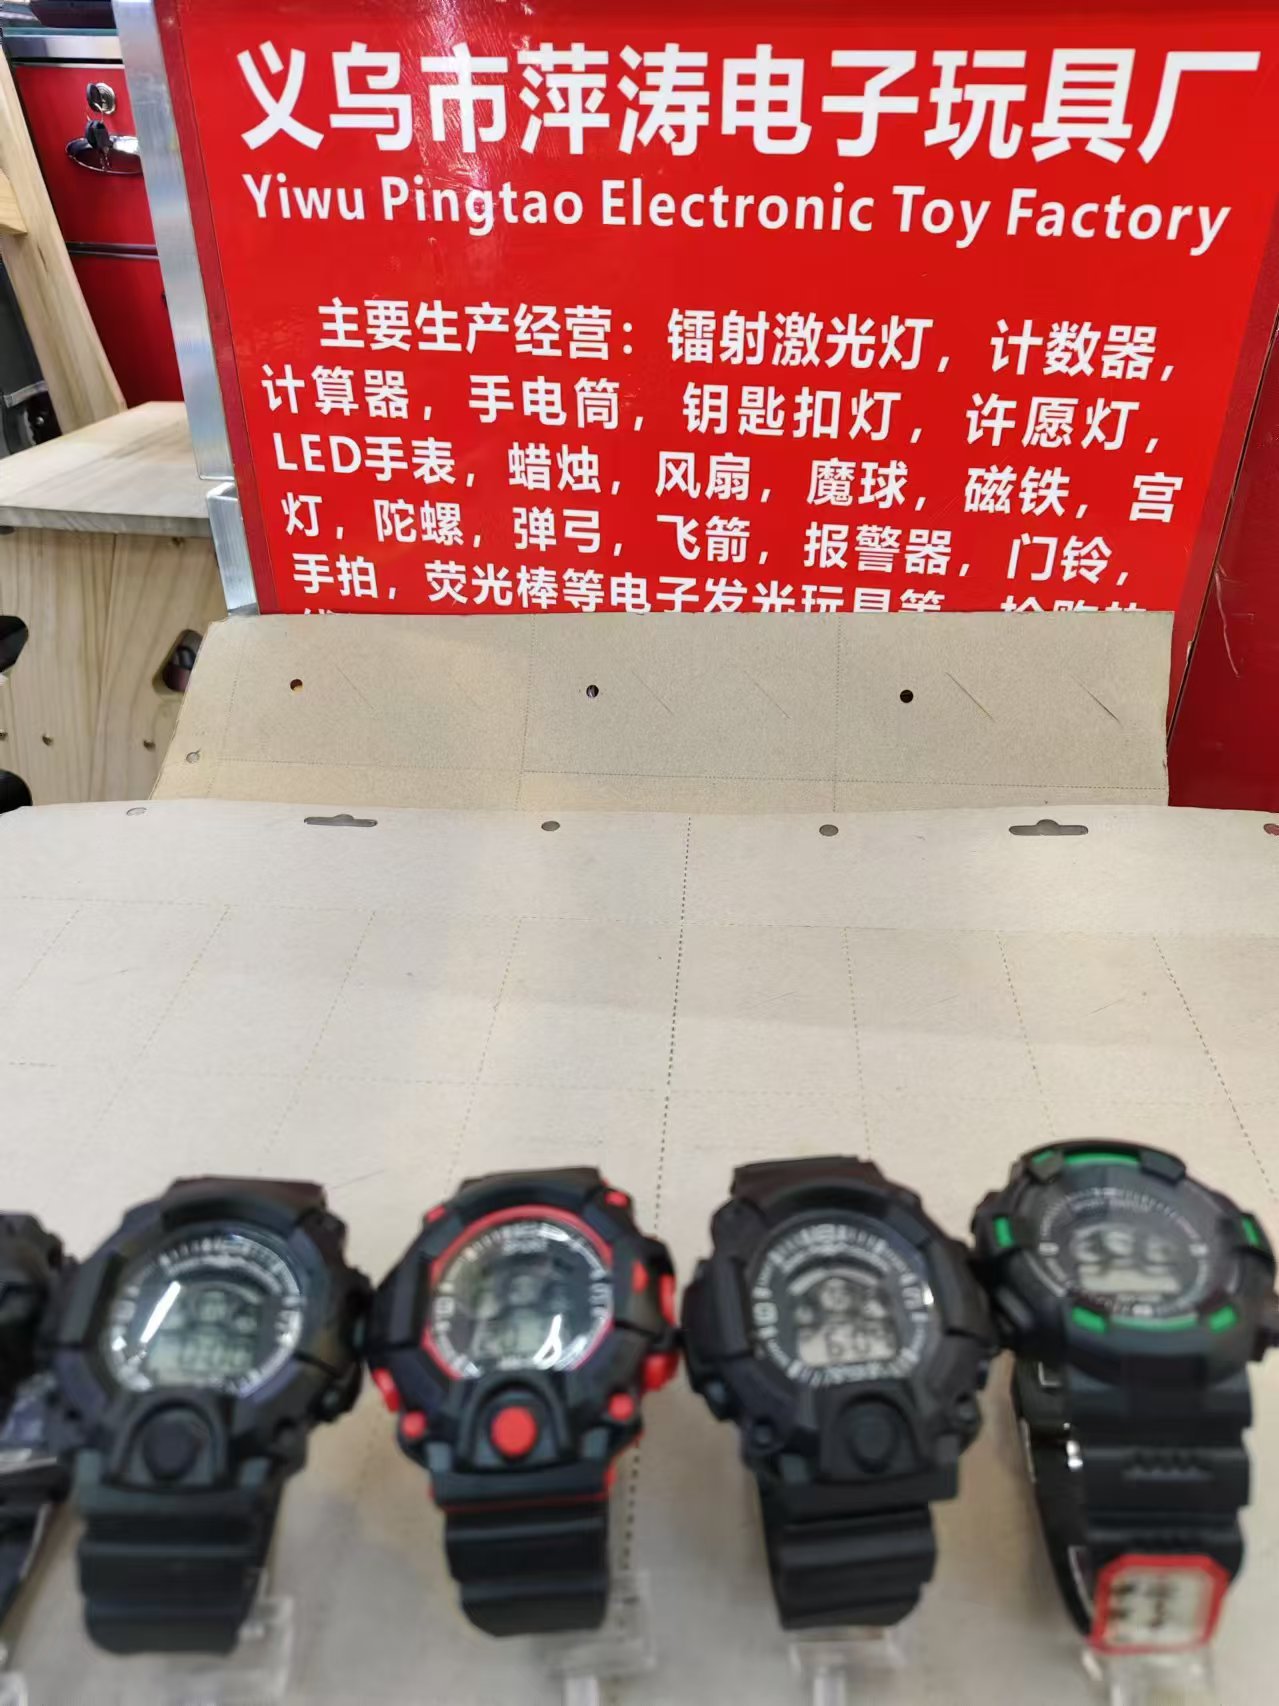 义乌市萍涛电子玩具厂
Yiwu Pingtao Electronic Toy Factory
主要生产经营：镭射激光灯，计数器，
计算器，手电筒，钥匙扣灯，许愿灯，
LED手表，蜡烛，风扇，魔球，磁铁，宫
灯，陀螺，弹弓，飞箭，报警器，门铃，
手拍，荧光棒等电子发光玩具等